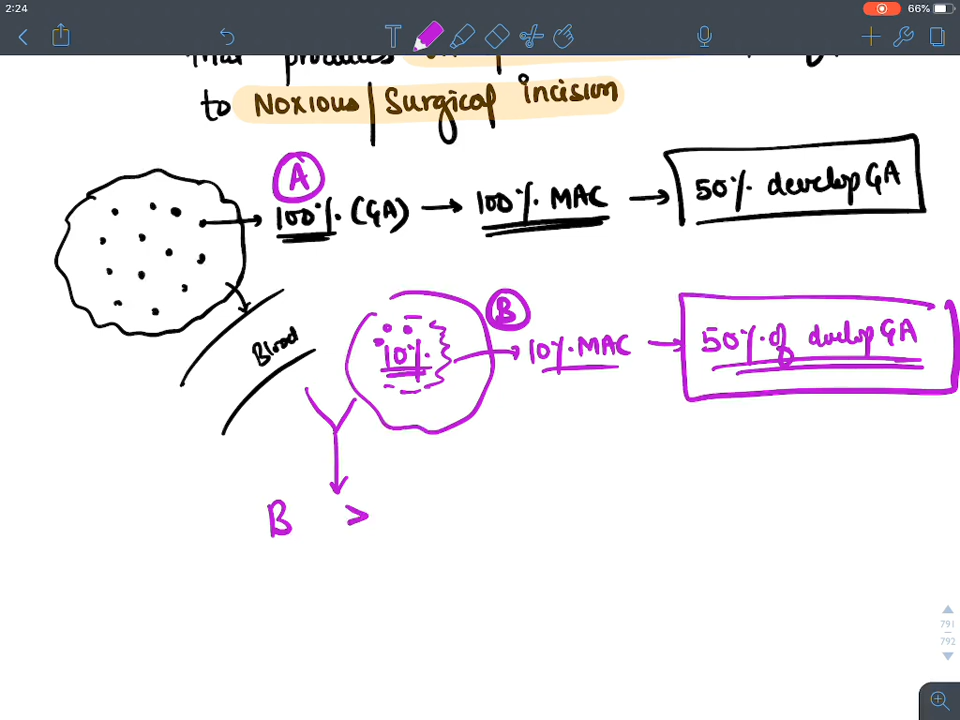 2:24
66%
T
to Noxious | Surgical incision
A
100% (GA) → 100% MAC → 50% develop GA
B
10% → 10% MAC → 50% of devlop GA
Blood
B >
791
792